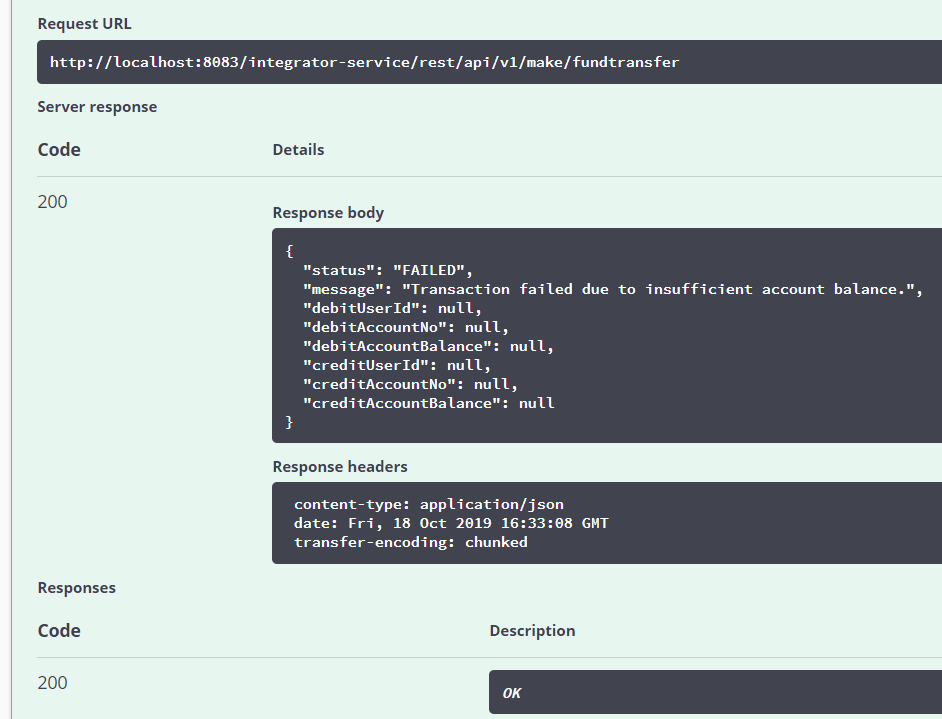 Request URL
http://localhost:8083/integrator-service/rest/api/v1/make/fundtransfer
Server response
Code Details
200
Response body
{
  "status": "FAILED",
  "message": "Transaction failed due to insufficient account balance.",
  "debitUserId": null,
  "debitAccountNo": null,
  "debitAccountBalance": null,
  "creditUserId": null,
  "creditAccountNo": null,
  "creditAccountBalance": null
}
Response headers
content-type: application/json
date: Fri, 18 Oct 2019 16:33:08 GMT
transfer-encoding: chunked
Responses
Code Description
200
OK